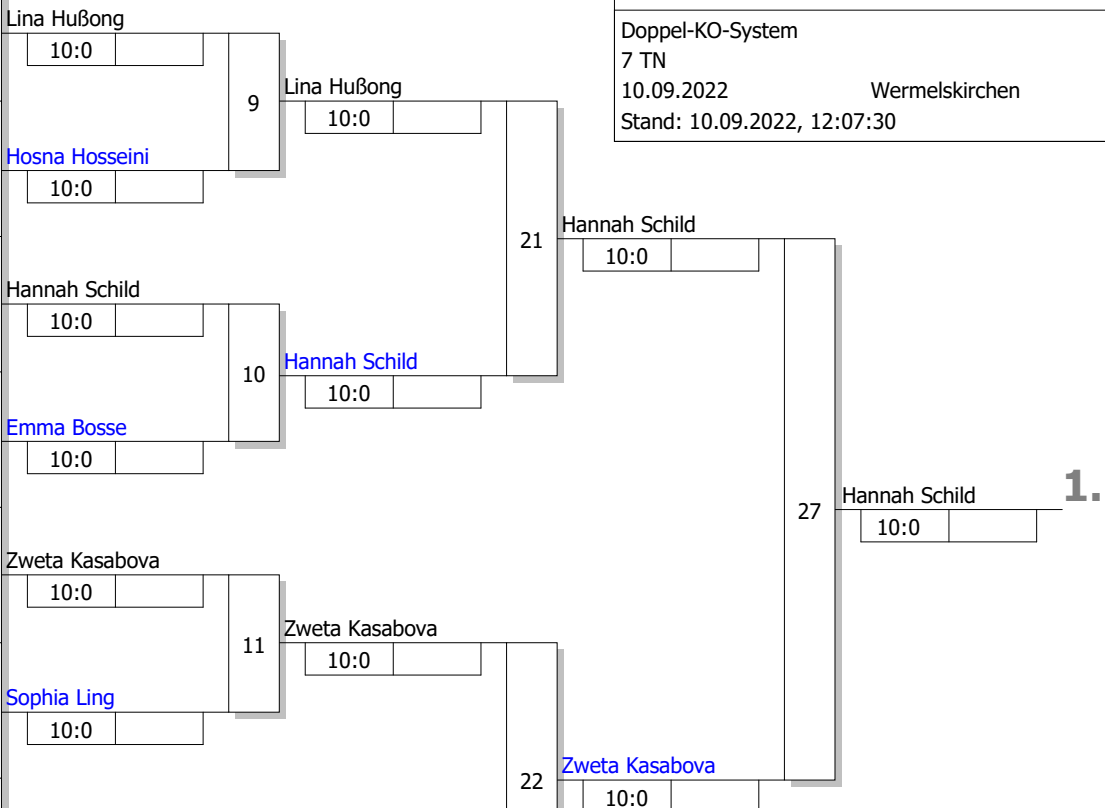 Lina Hußong
10:0
9
Hosna Hosseini
10:0
Lina Hußong
10:0
Doppel-KO-System
7 TN
10.09.2022 Wermelskirchen
Stand: 10.09.2022, 12:07:30
Hannah Schild
10:0
10
Emma Bosse
10:0
Hannah Schild
10:0
21
Hannah Schild
10:0
Zweta Kasabova
10:0
11
Sophia Ling
10:0
Zweta Kasabova
10:0
22
Zweta Kasabova
10:0
27
Hannah Schild
10:0
1.